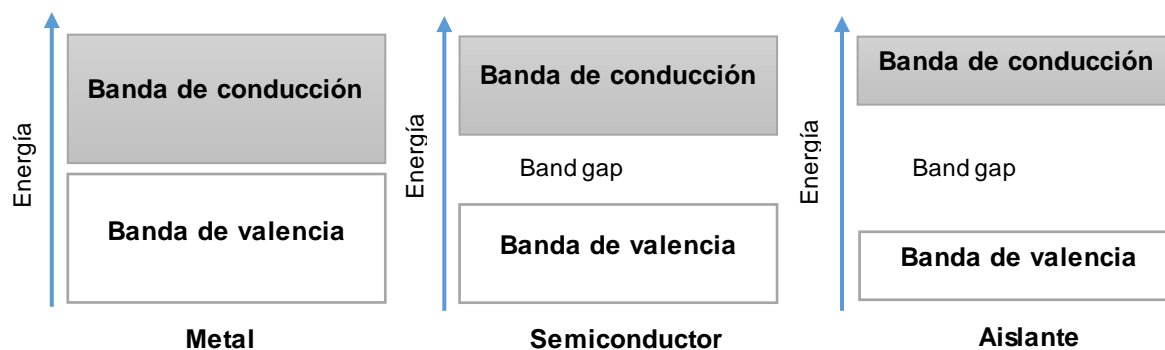 Energía
Banda de conducción
Banda de valencia
Metal
Energía
Banda de conducción
Band gap
Banda de valencia
Semiconductor
Energía
Banda de conducción
Band gap
Banda de valencia
Aislante